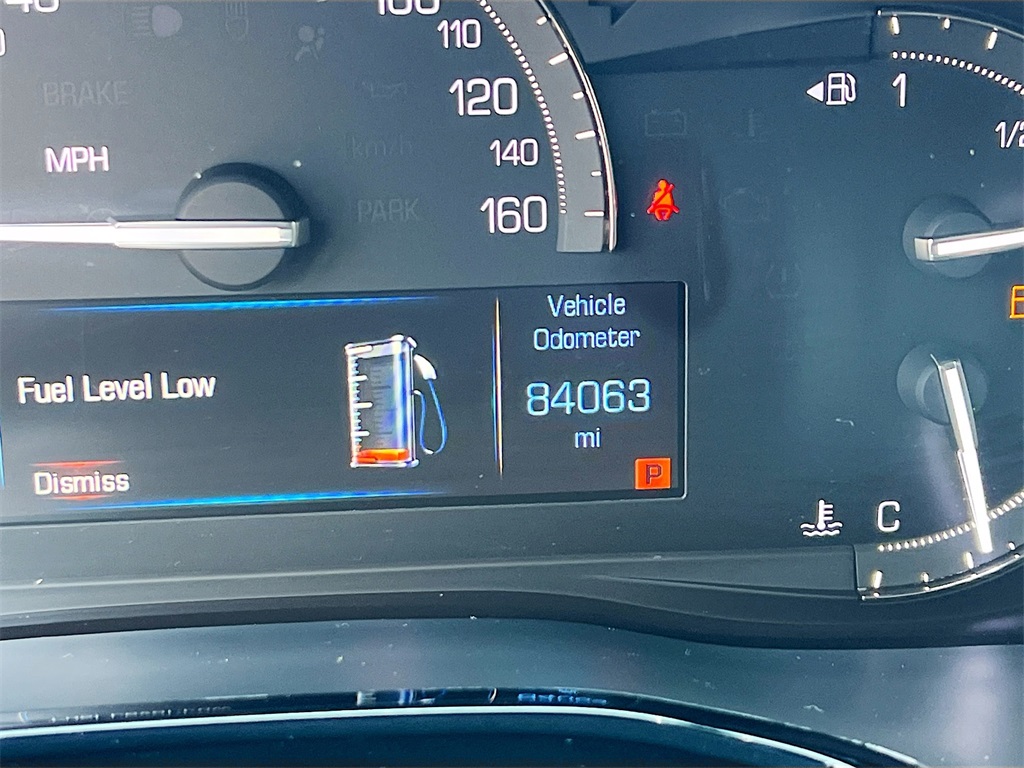 100
110
120
140
160
MPH
BRAKE
km/h
PARK
1
1/2
Vehicle
Odometer
84063
mi
P
Fuel Level Low
Dismiss
C